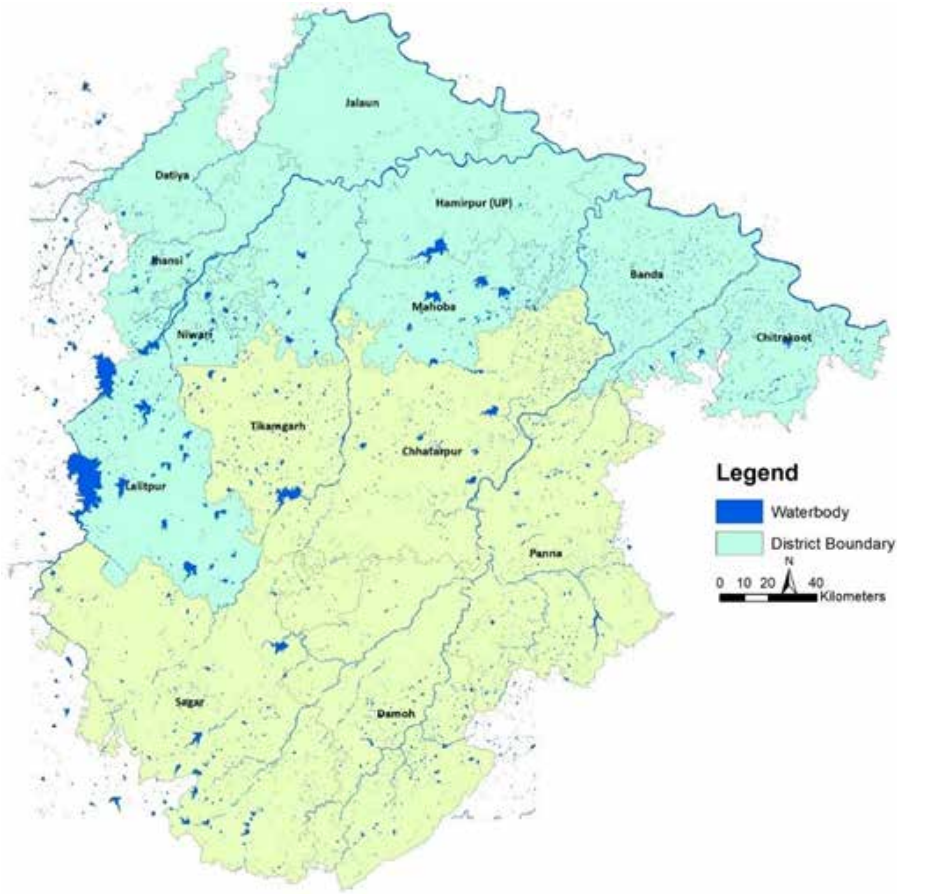 Jalaun
Datiya
Hamirpur (UP)
Jhansi
Banda
Mahoba
Niwari
Chitrakoot
Tikamgarh
Chhatarpur
Lalitpur
Legend
Waterbody
District Boundary
Panna
N
0 10 20 40
Kilometers
Sagar
Damoh